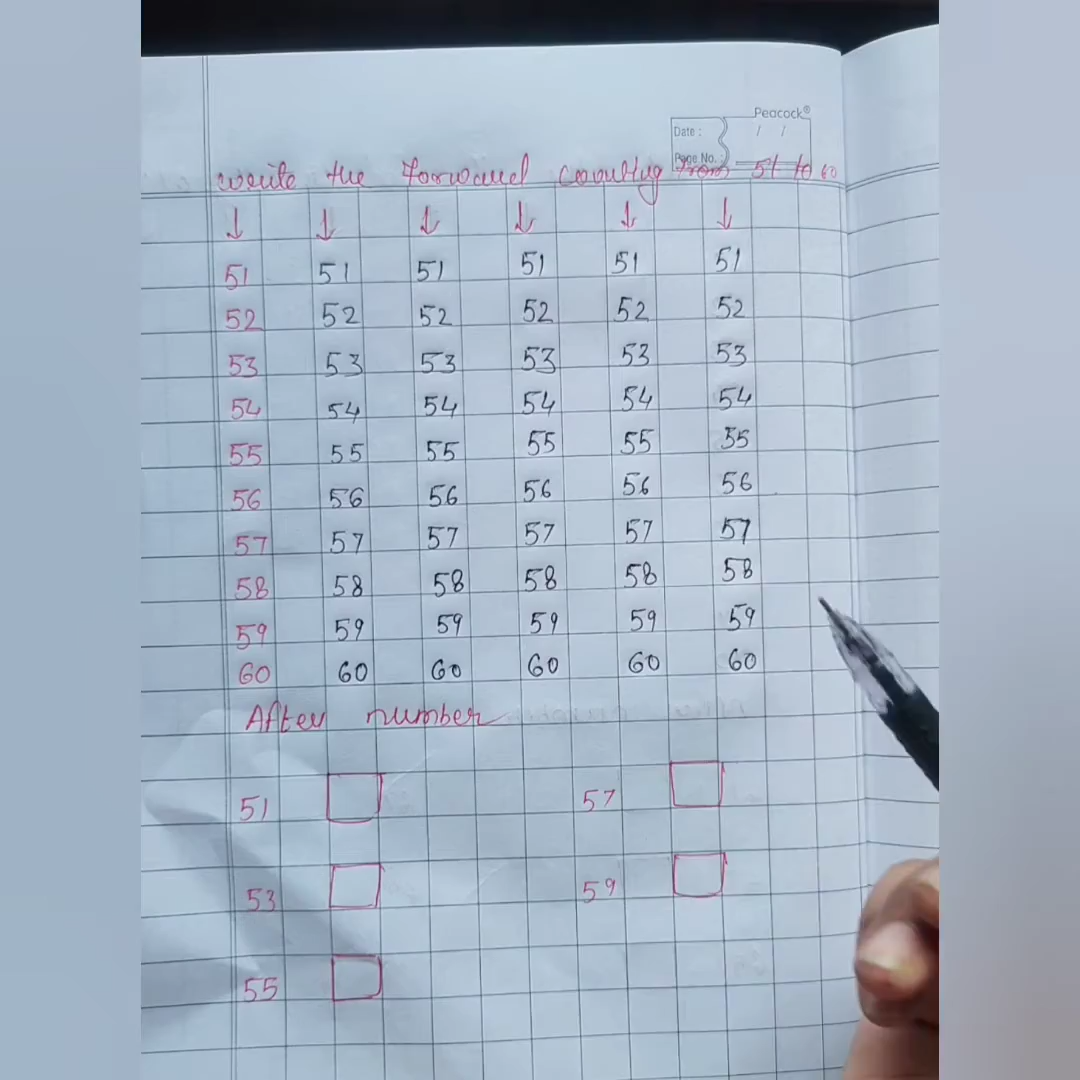 Peacock®
Date : / /
Page No. :
Write the forward counting from 51 to 60
↓ ↓ ↓ ↓ ↓ ↓
51 51 51 51 51 51
52 52 52 52 52 52
53 53 53 53 53 53
54 54 54 54 54 54
55 55 55 55 55 55
56 56 56 56 56 56
57 57 57 57 57 57
58 58 58 58 58 58
59 59 59 59 59 59
60 60 60 60 60 60
After number
51 57
53 59
55